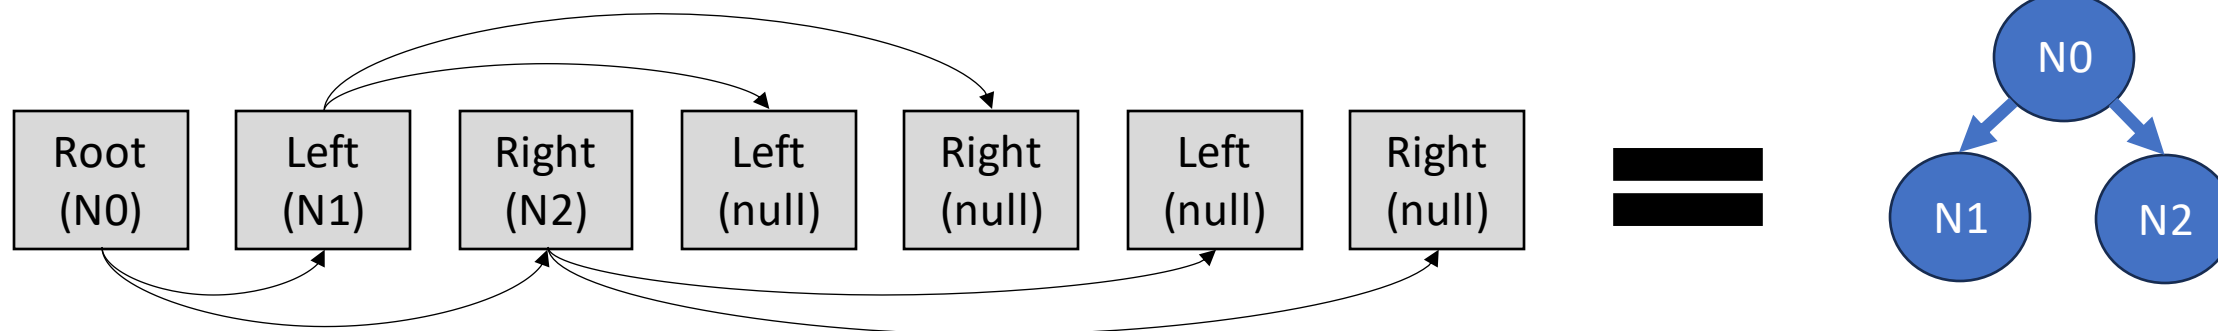 Root
(N0)
Left
(N1)
Right
(N2)
Left
(null)
Right
(null)
Left
(null)
Right
(null)
N0
N1
N2